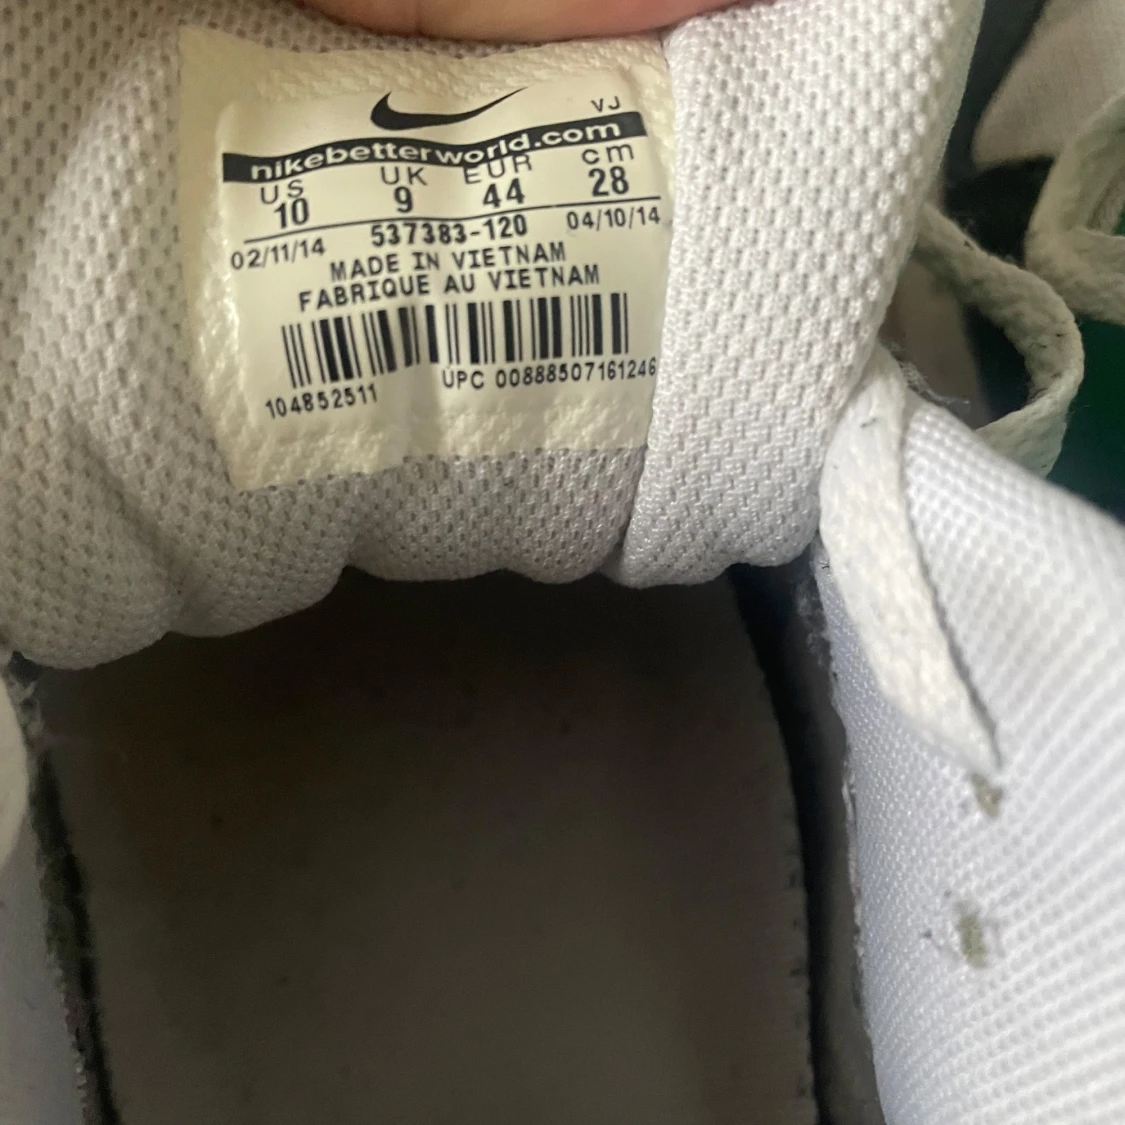 VJ
nikebetterworld.com
US UK EUR cm
10 9 44 28
02/11/14 537383-120 04/10/14
MADE IN VIETNAM
FABRIQUE AU VIETNAM
104852511 UPC 00888507161246